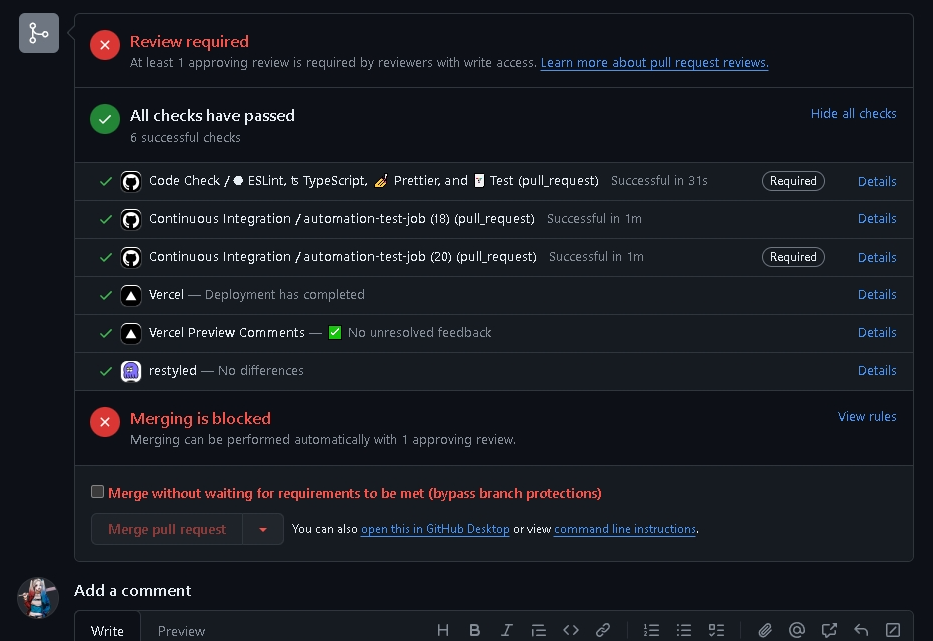 Review required
At least 1 approving review is required by reviewers with write access. Learn more about pull request reviews.
All checks have passed
Hide all checks
6 successful checks
Code Check / ESLint, ts TypeScript, 💅 Prettier, and 🃏 Test (pull_request) Successful in 31s Required Details
Continuous Integration / automation-test-job (18) (pull_request) Successful in 1m Details
Continuous Integration / automation-test-job (20) (pull_request) Successful in 1m Required Details
Vercel — Deployment has completed Details
Vercel Preview Comments — ✅ No unresolved feedback Details
restyled — No differences Details
Merging is blocked
View rules
Merging can be performed automatically with 1 approving review.
Merge without waiting for requirements to be met (bypass branch protections)
Merge pull request You can also open this in GitHub Desktop or view command line instructions.
Add a comment
Write Preview H B I